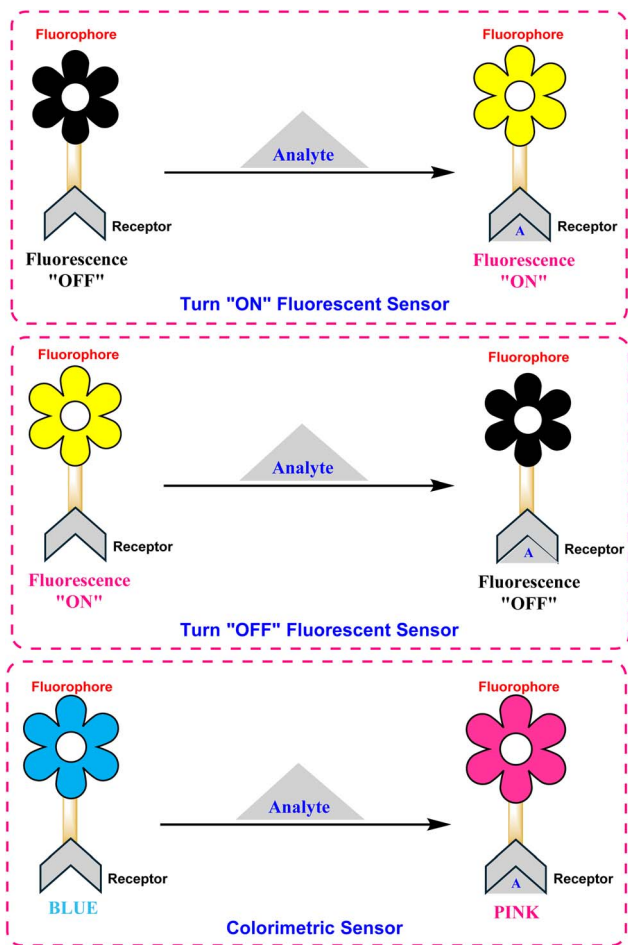 Fluorophore
Fluorophore
Analyte
Receptor
A
Receptor
Fluorescence
"OFF"
Fluorescence
"ON"
Turn "ON" Fluorescent Sensor
Fluorophore
Fluorophore
Analyte
Receptor
A
Receptor
Fluorescence
"ON"
Fluorescence
"OFF"
Turn "OFF" Fluorescent Sensor
Fluorophore
Fluorophore
Analyte
Receptor
A
Receptor
BLUE
PINK
Colorimetric Sensor